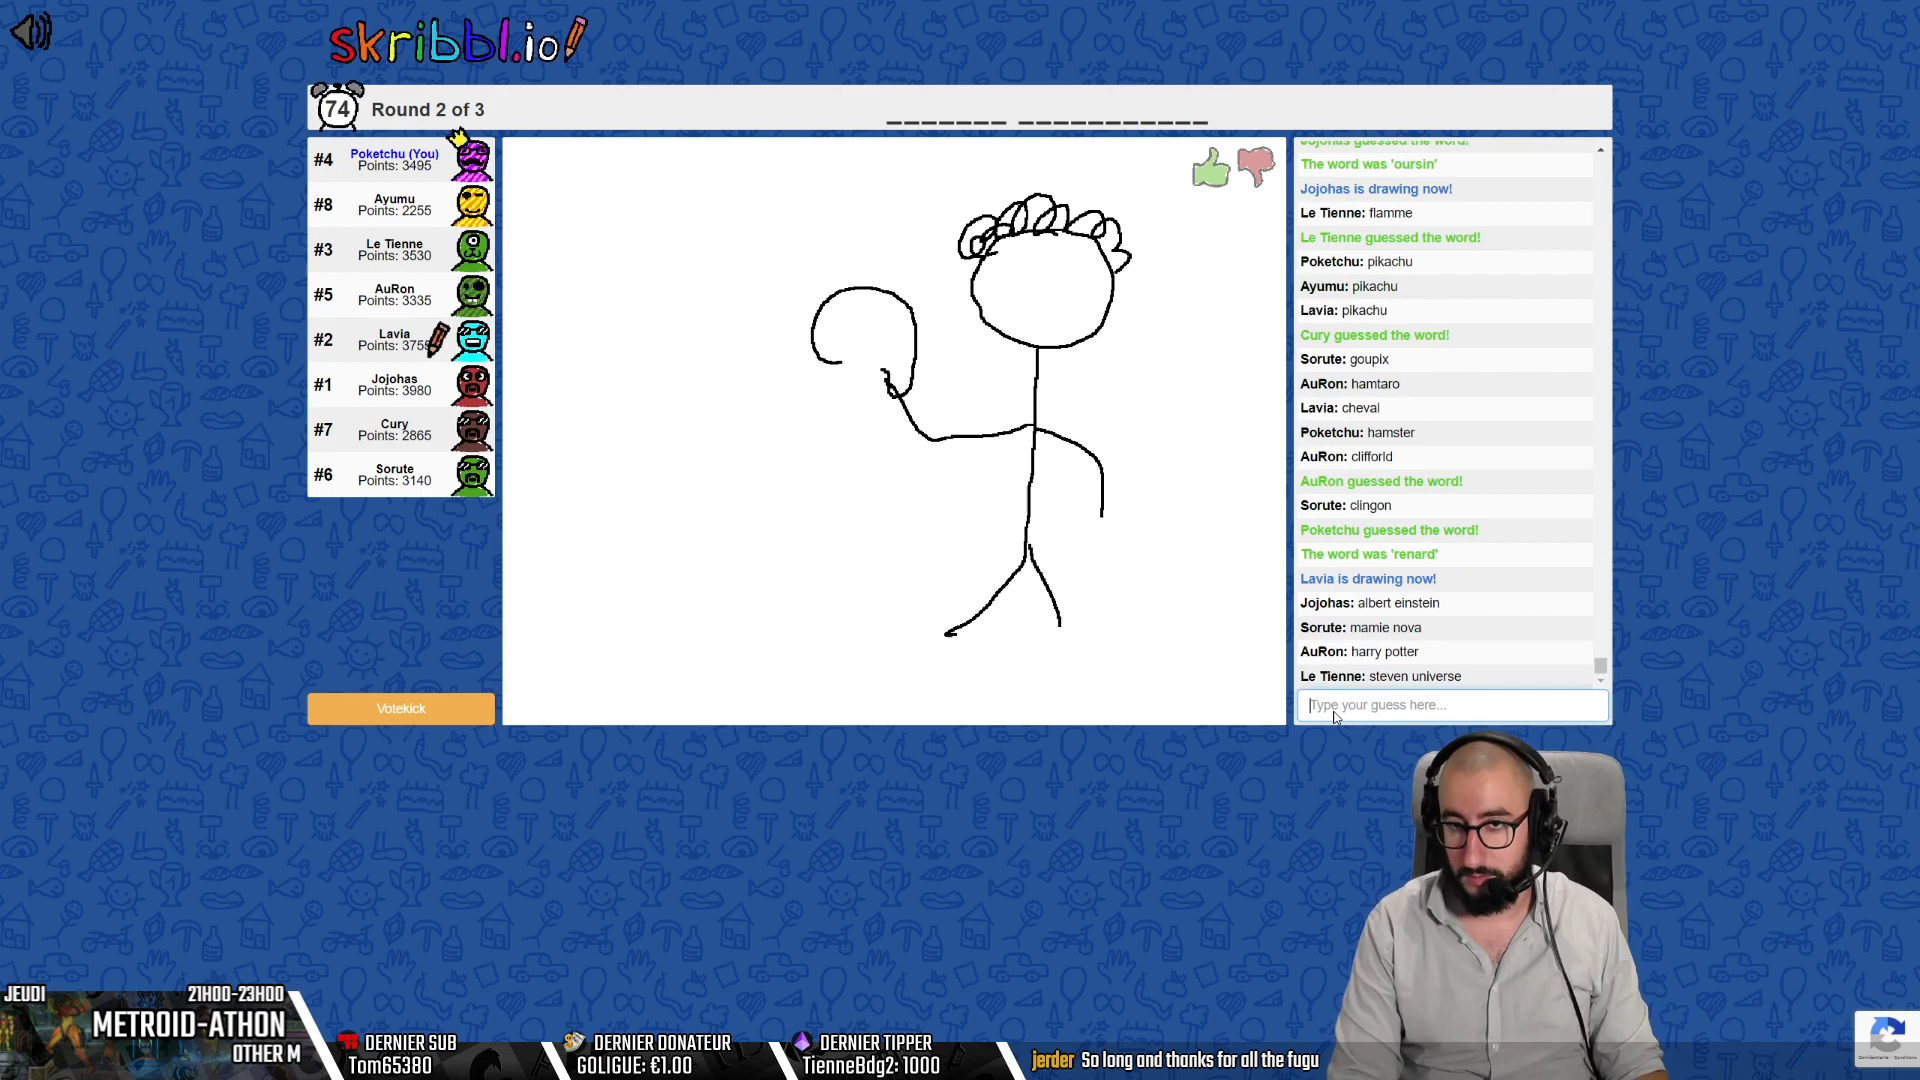 skribbl.io
74
Round 2 of 3
#4
Poketchu (You)
Points: 3495
#8
Ayumu
Points: 2255
#3
Le Tienne
Points: 3530
#5
AuRon
Points: 3335
#2
Lavia
Points: 3755
#1
Jojohas
Points: 3980
#7
Cury
Points: 2865
#6
Sorute
Points: 3140
Votekick
Jojohas guessed the word!
The word was 'oursin'
Jojohas is drawing now!
Le Tienne: flamme
Le Tienne guessed the word!
Poketchu: pikachu
Ayumu: pikachu
Lavia: pikachu
Cury guessed the word!
Sorute: goupix
AuRon: hamtaro
Lavia: cheval
Poketchu: hamster
AuRon: clifforld
AuRon guessed the word!
Sorute: clingon
Poketchu guessed the word!
The word was 'renard'
Lavia is drawing now!
Jojohas: albert einstein
Sorute: mamie nova
AuRon: harry potter
Le Tienne: steven universe
Type your guess here...
JEUDI
21H00-23H00
METROID-ATHON
OTHER M
DERNIER SUB
Tom65380
DERNIER DONATEUR
GOLIGUE: €1.00
DERNIER TIPPER
TienneBdg2: 1000
jerder So long and thanks for all the fugu